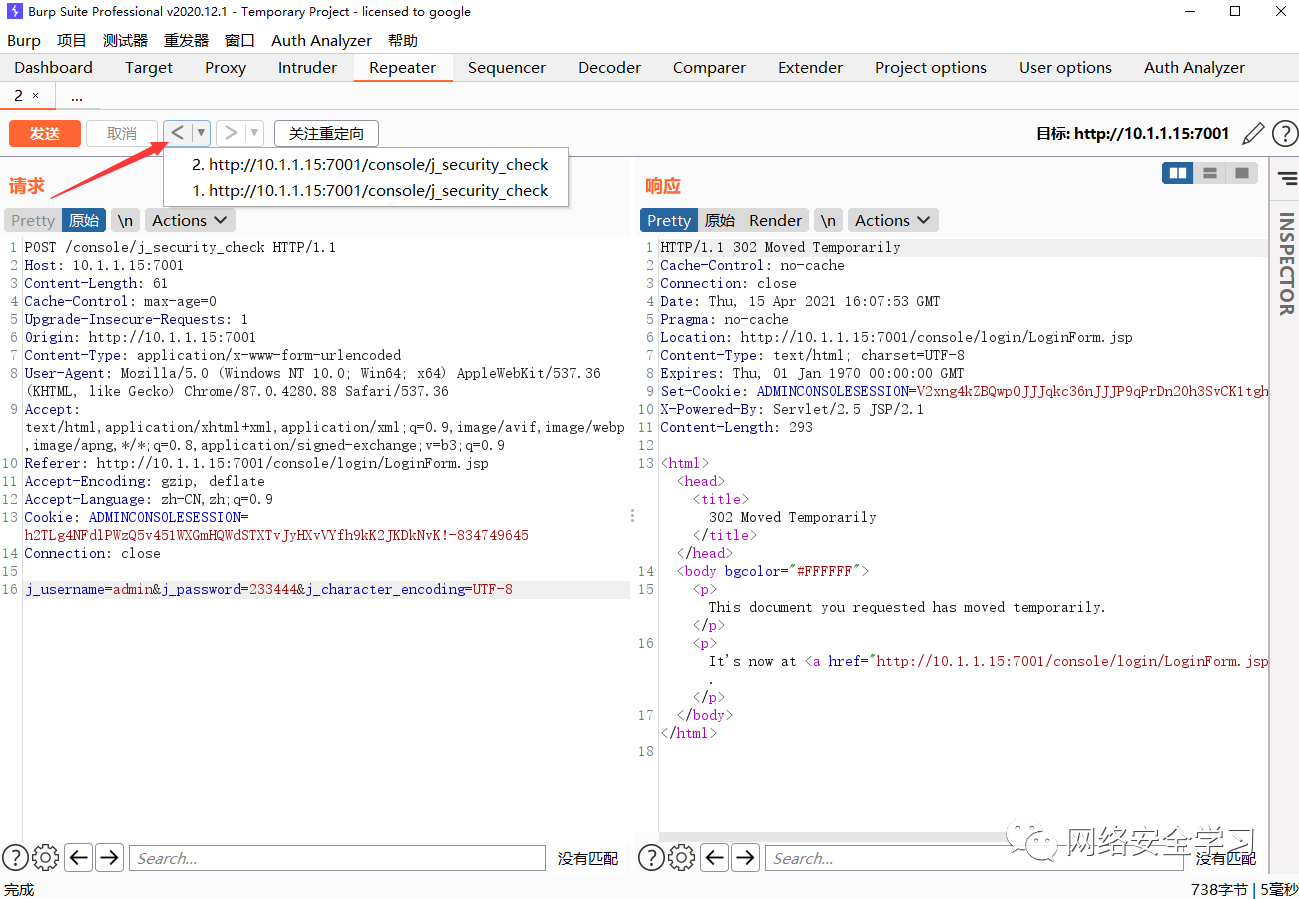 Burp Suite Professional v2020.12.1 - Temporary Project - licensed to google
Burp 项目 测试器 重发器 窗口 Auth Analyzer 帮助
Dashboard Target Proxy Intruder Repeater Sequencer Decoder Comparer Extender Project options User options Auth Analyzer
2 × ...
发送 取消 < ▼ > ▼ 关注重定向 目标: http://10.1.1.15:7001
2. http://10.1.1.15:7001/console/j_security_check
1. http://10.1.1.15:7001/console/j_security_check
请求
Pretty 原始 \n Actions
1 POST /console/j_security_check HTTP/1.1
2 Host: 10.1.1.15:7001
3 Content-Length: 61
4 Cache-Control: max-age=0
5 Upgrade-Insecure-Requests: 1
6 Origin: http://10.1.1.15:7001
7 Content-Type: application/x-www-form-urlencoded
8 User-Agent: Mozilla/5.0 (Windows NT 10.0; Win64; x64) AppleWebKit/537.36
(KHTML, like Gecko) Chrome/87.0.4280.88 Safari/537.36
9 Accept:
text/html,application/xhtml+xml,application/xml;q=0.9,image/avif,image/webp
,image/apng,*/*;q=0.8,application/signed-exchange;v=b3;q=0.9
10 Referer: http://10.1.1.15:7001/console/login/LoginForm.jsp
11 Accept-Encoding: gzip, deflate
12 Accept-Language: zh-CN,zh;q=0.9
13 Cookie: ADMINCONSOLESESSION=
h2TLg4NFdlPWzQ5v451WXGmHQWdSTXTvJyHXvVYfh9kK2JKDkNvK!-834749645
14 Connection: close
15
16 j_username=admin&j_password=233444&j_character_encoding=UTF-8
Search... 没有匹配
响应
Pretty 原始 Render \n Actions
1 HTTP/1.1 302 Moved Temporarily
2 Cache-Control: no-cache
3 Connection: close
4 Date: Thu, 15 Apr 2021 16:07:53 GMT
5 Pragma: no-cache
6 Location: http://10.1.1.15:7001/console/login/LoginForm.jsp
7 Content-Type: text/html; charset=UTF-8
8 Expires: Thu, 01 Jan 1970 00:00:00 GMT
9 Set-Cookie: ADMINCONSOLESESSION=V2xng4kZBQwp0JJJqkc36nJJJP9qPrDn20h3SvCK1tgh
10 X-Powered-By: Servlet/2.5 JSP/2.1
11 Content-Length: 293
12
13 <html>
<head>
<title>
302 Moved Temporarily
</title>
</head>
14 <body bgcolor="#FFFFFF">
15 <p>
This document you requested has moved temporarily.
</p>
16 <p>
It's now at <a href="http://10.1.1.15:7001/console/login/LoginForm.jsp
.
</p>
17 </body>
</html>
18
Search... 没有匹配
INSPECTOR
网络安全学习
完成 738字节 | 5毫秒